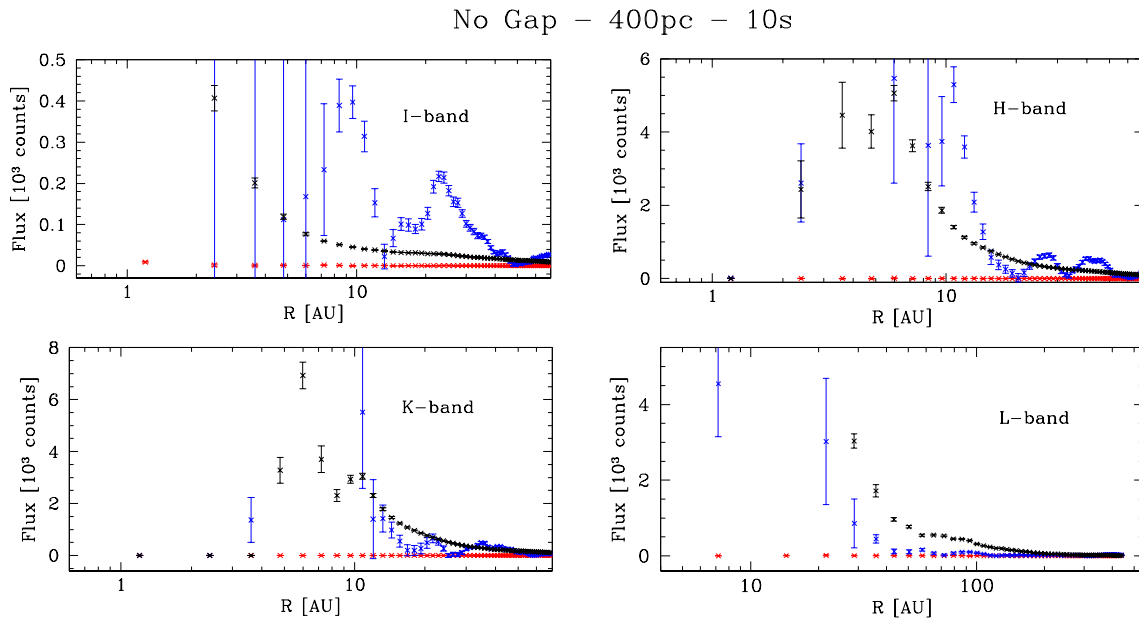 No Gap – 400pc – 10s
Flux [10³ counts]
0.5
0.4
0.3
0.2
0.1
0
I-band
1
10
R [AU]
Flux [10³ counts]
6
4
2
0
H-band
1
10
R [AU]
Flux [10³ counts]
8
6
4
2
0
K-band
1
10
R [AU]
Flux [10³ counts]
4
2
0
L-band
10
100
R [AU]